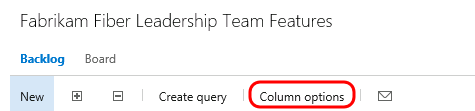 Fabrikam Fiber Leadership Team Features
Backlog Board
New Create query Column options